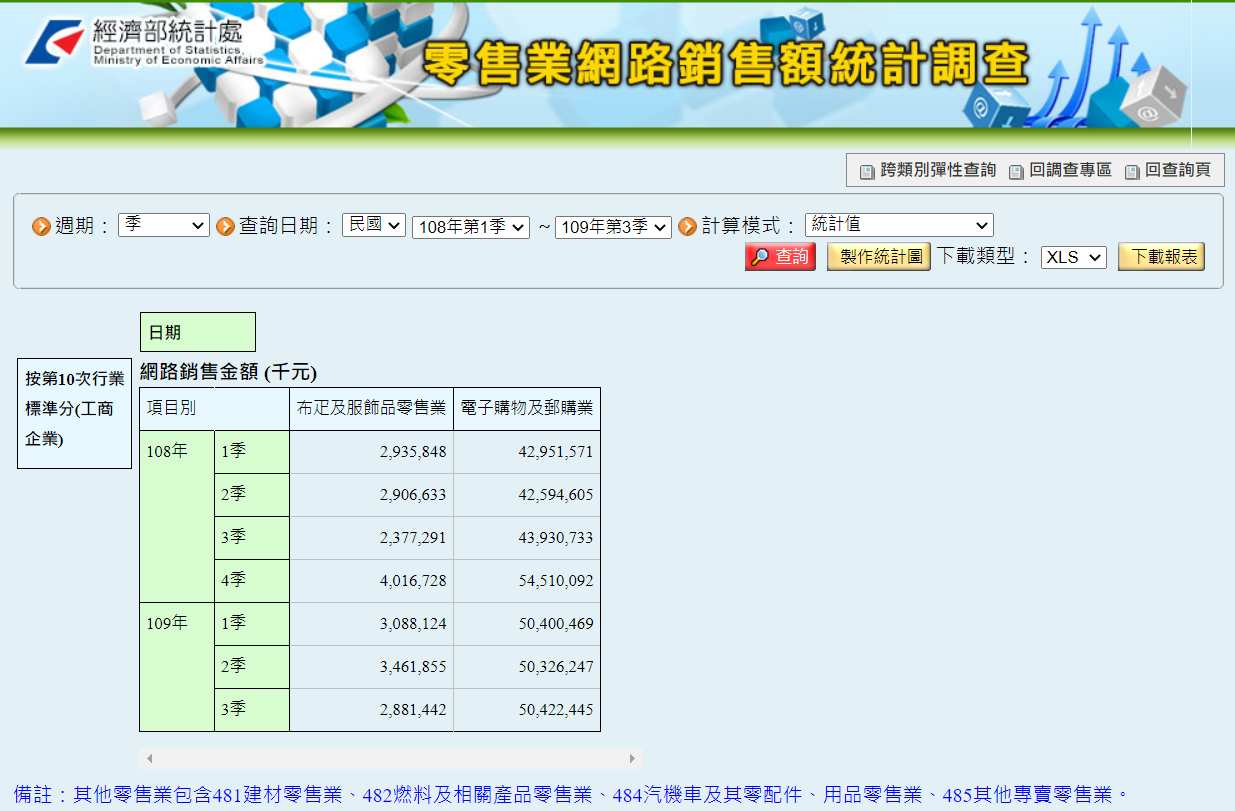 經濟部統計處
Department of Statistics,
Ministry of Economic Affairs
零售業網路銷售額統計調查
跨類別彈性查詢 回調查專區 回查詢頁
週期： 季 查詢日期： 民國 108年第1季 ~ 109年第3季 計算模式： 統計值
查詢 製作統計圖 下載類型： XLS 下載報表
日期
按第10次行業
標準分(工商
企業)
網路銷售金額 (千元)
項目別 布疋及服飾品零售業 電子購物及郵購業
108年 1季 2,935,848 42,951,571
2季 2,906,633 42,594,605
3季 2,377,291 43,930,733
4季 4,016,728 54,510,092
109年 1季 3,088,124 50,400,469
2季 3,461,855 50,326,247
3季 2,881,442 50,422,445
備註：其他零售業包含481建材零售業、482燃料及相關產品零售業、484汽機車及其零配件、用品零售業、485其他專賣零售業。